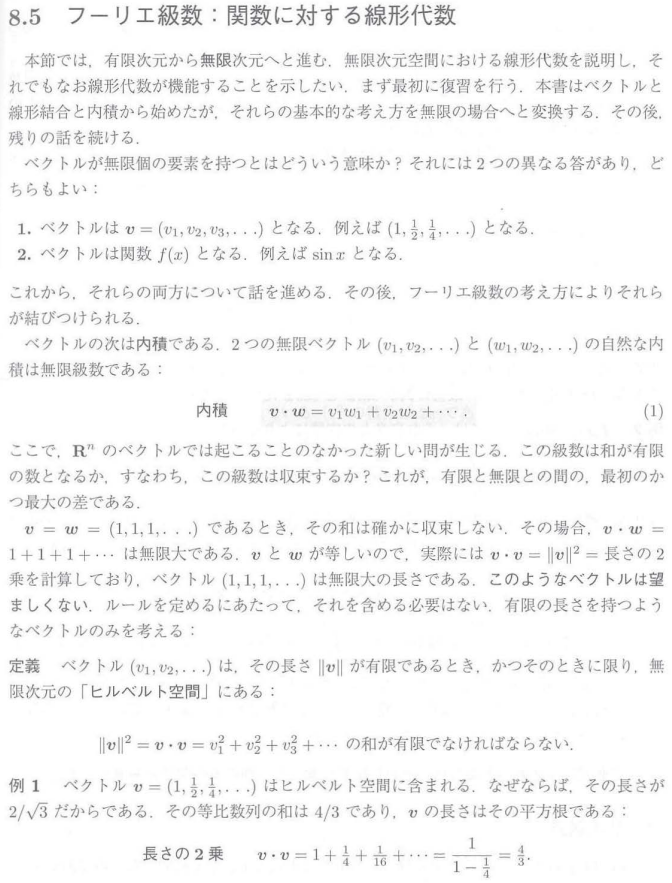 8.5 フーリエ級数：関数に対する線形代数
本節では，有限次元から無限次元へと進む．無限次元空間における線形代数を説明し，そ
れでもなお線形代数が機能することを示したい．まず最初に復習を行う．本書はベクトルと
線形結合と内積から始めたが，それらの基本的な考え方を無限の場合へと変換する．その後，
残りの話を続ける．
ベクトルが無限個の要素を持つとはどういう意味か？それには2つの異なる答があり，ど
ちらもよい：
1. ベクトルは v = (v₁, v₂, v₃, . . .) となる．例えば (1, 1/2, 1/4, . . .) となる．
2. ベクトルは関数 f(x) となる．例えば sin x となる．
これから，それらの両方について話を進める．その後，フーリエ級数の考え方によりそれら
が結びつけられる．
ベクトルの次は内積である．2つの無限ベクトル (v₁, v₂, . . .) と (w₁, w₂, . . .) の自然な内
積は無限級数である：
内積 v · w = v₁w₁ + v₂w₂ + · · · . (1)
ここで，Rⁿ のベクトルでは起こることのなかった新しい問が生じる．この級数は和が有限
の数となるか，すなわち，この級数は収束するか？これが，有限と無限との間の，最初のか
つ最大の差である．
v = w = (1, 1, 1, . . .) であるとき，その和は確かに収束しない．その場合，v · w =
1 + 1 + 1 + · · · は無限大である．v と w が等しいので，実際には v · v = ‖v‖² = 長さの2
乗を計算しており，ベクトル (1, 1, 1, . . .) は無限大の長さである．このようなベクトルは望
ましくない．ルールを定めるにあたって，それを含める必要はない．有限の長さを持つよう
なベクトルのみを考える：
定義 ベクトル (v₁, v₂, . . .) は，その長さ ‖v‖ が有限であるとき，かつそのときに限り，無
限次元の「ヒルベルト空間」にある：
‖v‖² = v · v = v₁² + v₂² + v₃² + · · · の和が有限でなければならない．
例 1 ベクトル v = (1, 1/2, 1/4, . . .) はヒルベルト空間に含まれる．なぜならば，その長さが
2/√3 だからである．その等比数列の和は 4/3 であり，v の長さはその平方根である：
長さの2乗 v · v = 1 + 1/4 + 1/16 + · · · = 1/(1 − 1/4) = 4/3.